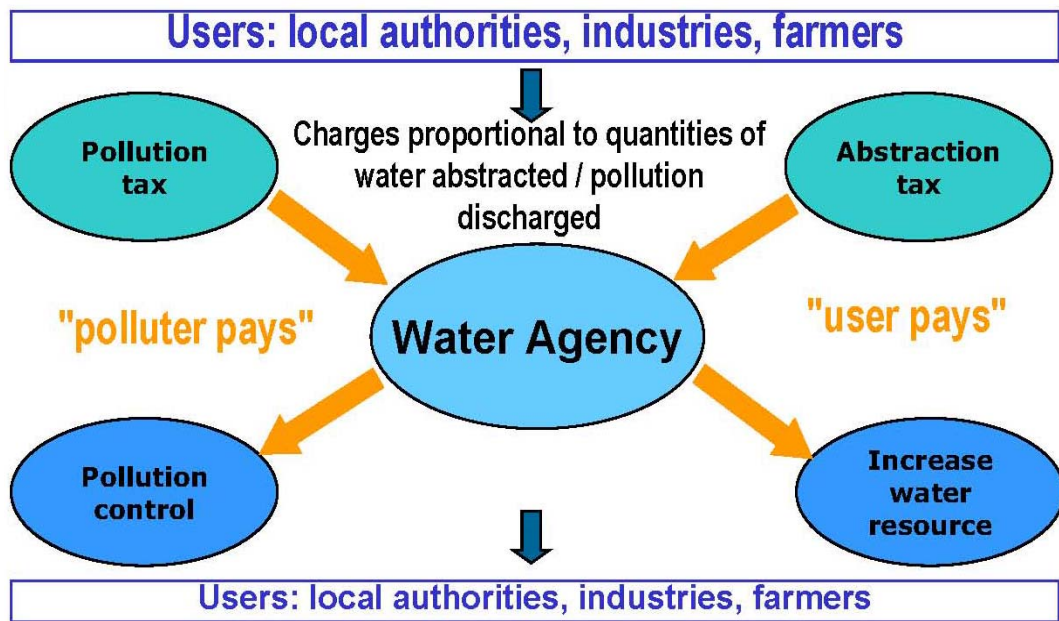 Users: local authorities, industries, farmers
Pollution
tax
Charges proportional to quantities of
water abstracted / pollution
discharged
Abstraction
tax
"polluter pays"
Water Agency
"user pays"
Pollution
control
Increase
water
resource
Users: local authorities, industries, farmers